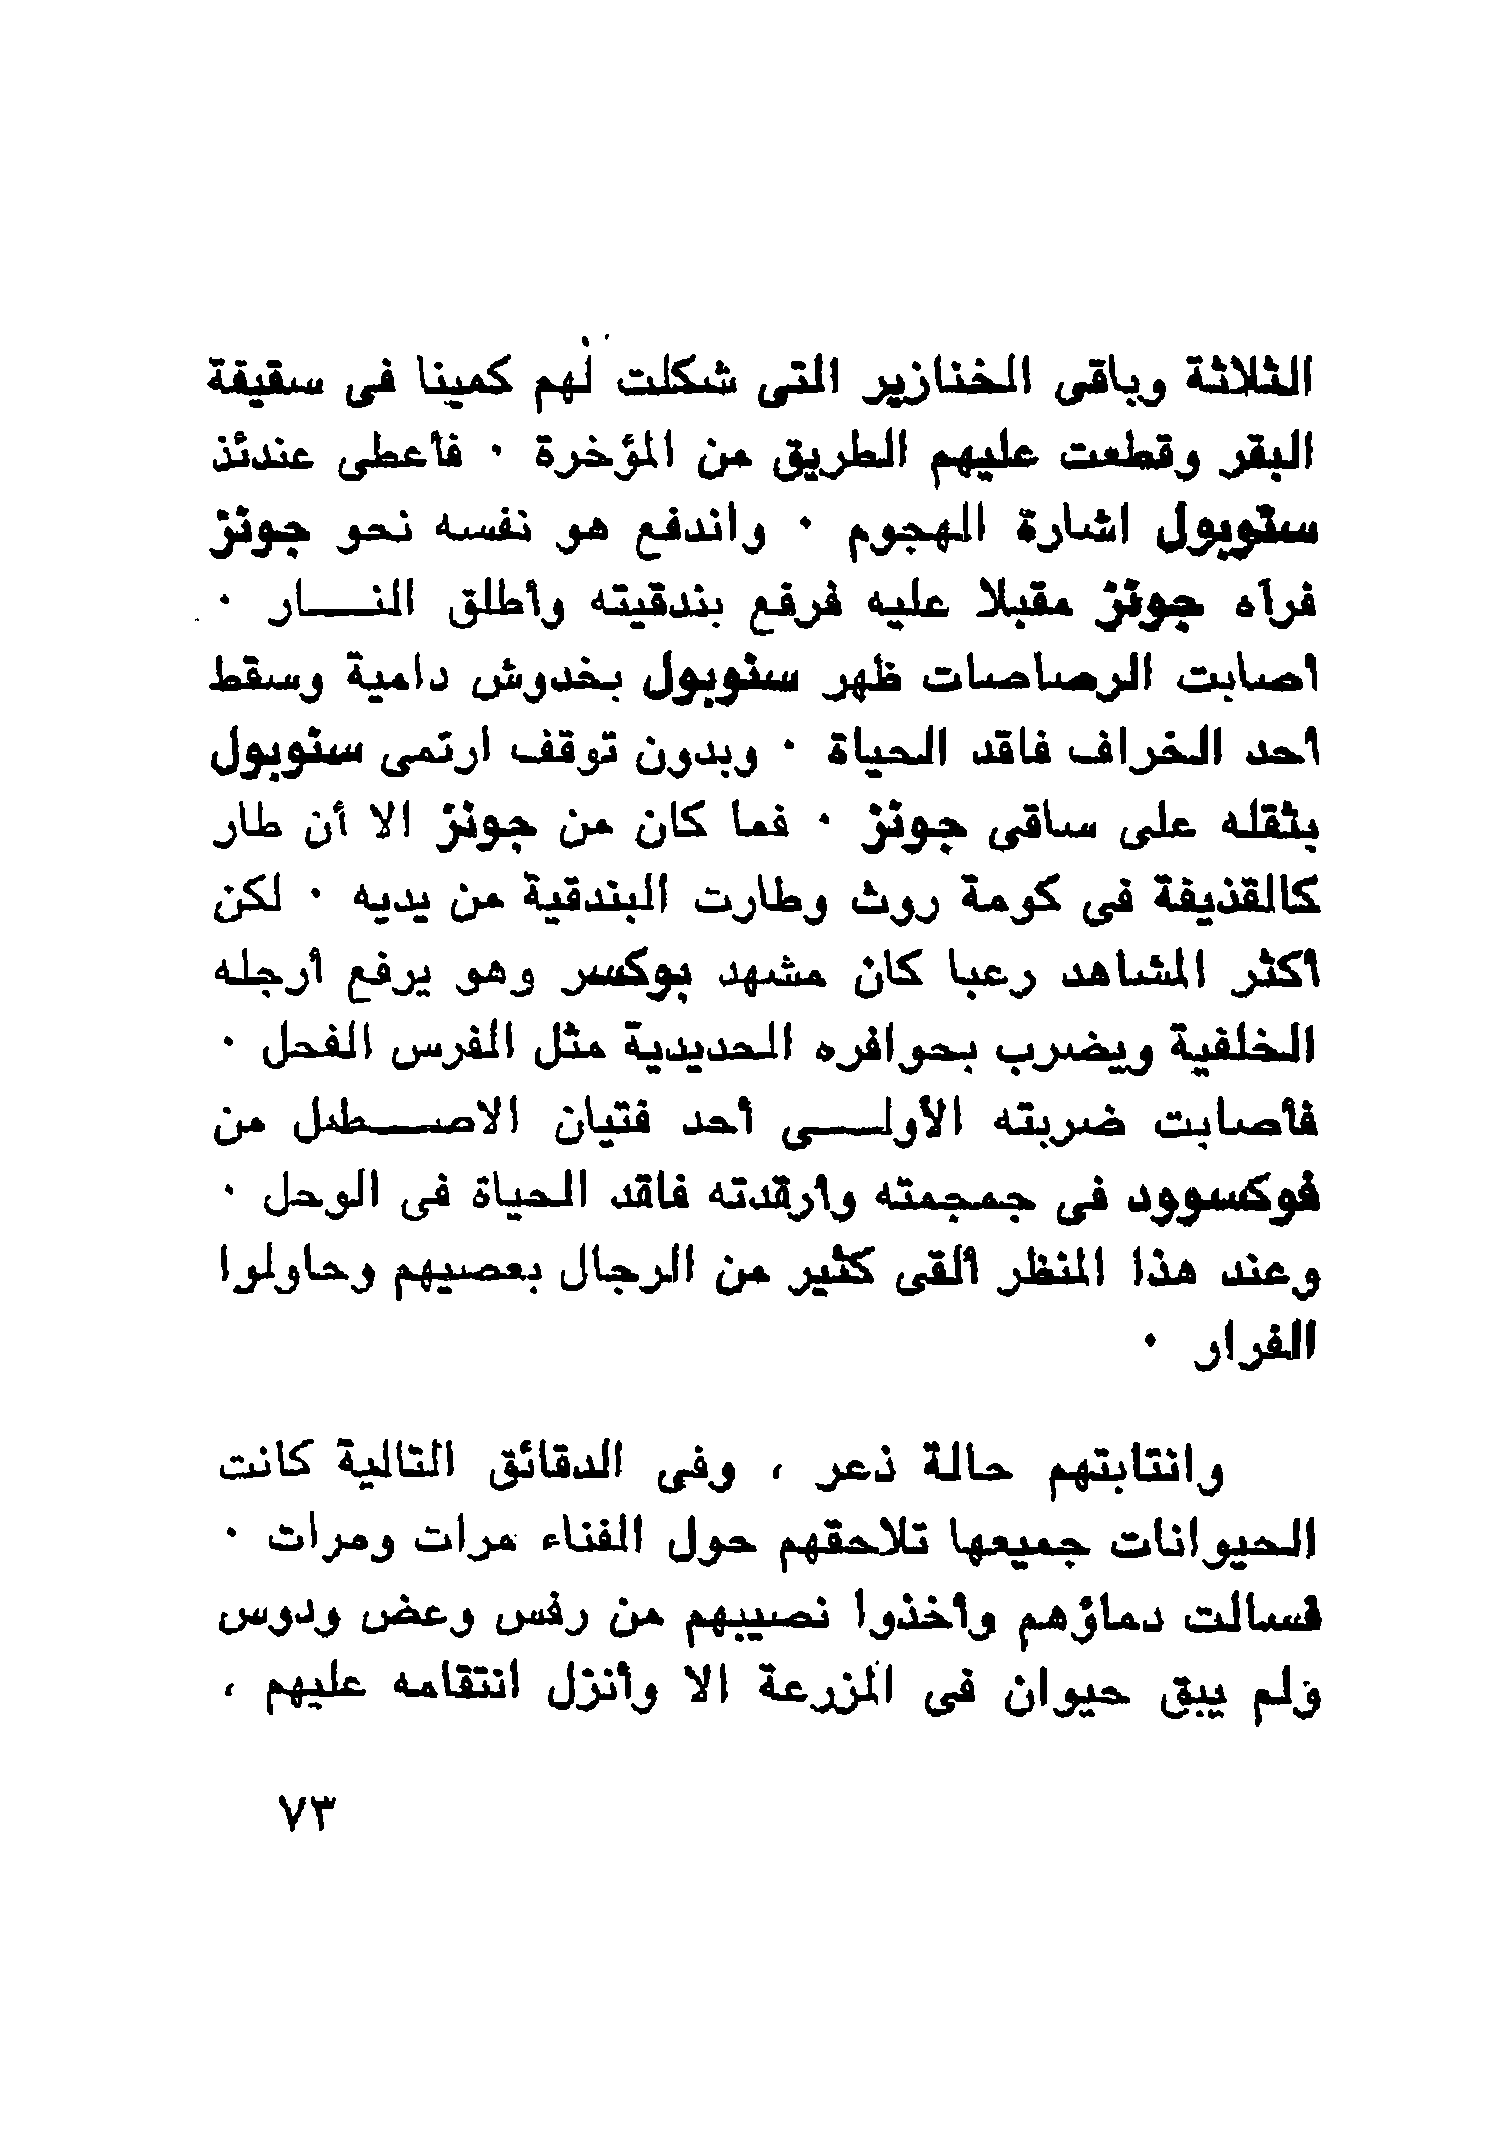 الثلاثة وباقى الخنازير التى شكلت لهم كمينا فى سقيفة
البقر وقطعت عليهم الطريق من المؤخرة ٠ فأعطى عندئذ
سنوبول اشارة الهجوم ٠ واندفع هو نفسه نحو جونز
فرآه جونز مقبلا عليه فرفع بندقيته وأطلق النـــار ٠
أصابت الرصاصات ظهر سنوبول بخدوش دامية وسقط
أحد الخراف فاقد الحياة ٠ وبدون توقف ارتمى سنوبول
بثقله على ساقى جونز ٠ فما كان من جونز الا أن طار
كالقذيفة فى كومة روث وطارت البندقية من يديه ٠ لكن
أكثر المشاهد رعبا كان مشهد بوكسر وهو يرفع أرجله
الخلفية ويضرب بحوافره الحديدية مثل الفرس الفحل ٠
فأصابت ضربته الأولـــى أحد فتيان الاصـــطبل من
فوكسوود فى جمجمته وأرقدته فاقد الحياة فى الوحل ٠
وعند هذا المنظر ألقى كثير من الرجال بعصيهم وحاولوا
الفرار ٠
وانتابتهم حالة ذعر ، وفى الدقائق التالية كانت
الحيوانات جميعها تلاحقهم حول الفناء مرات ومرات ٠
فسالت دماؤهم وأخذوا نصيبهم من رفس وعض ودوس
ولم يبق حيوان فى المزرعة الا وأنزل انتقامه عليهم ،
٧٣